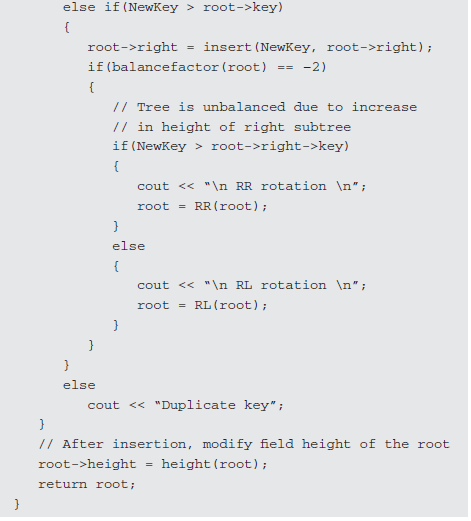 else if(NewKey > root->key)
{
root->right = insert(NewKey, root->right);
if(balancefactor(root) == −2)
{
// Tree is unbalanced due to increase
// in height of right subtree
if(NewKey > root->right->key)
{
cout << “\n RR rotation \n”;
root = RR(root);
}
else
{
cout << “\n RL rotation \n”;
root = RL(root);
}
}
}
else
cout << “Duplicate key”;
}
// After insertion, modify field height of the root
root->height = height(root);
return root;
}